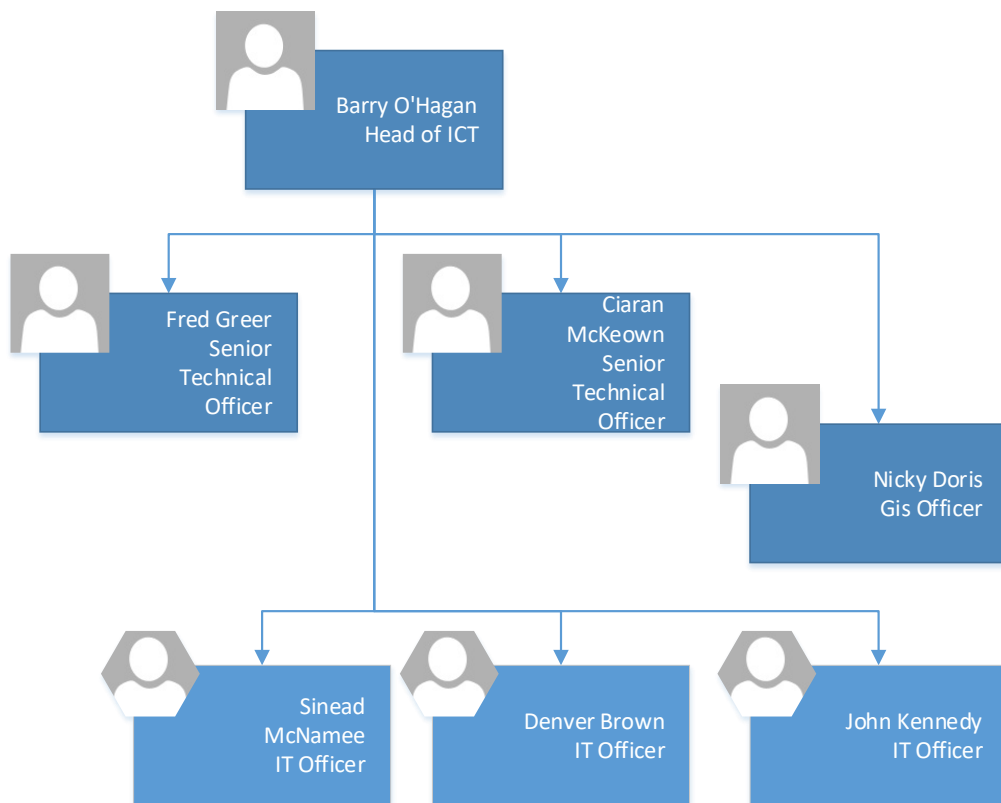 Barry O'Hagan
Head of ICT
Fred Greer
Senior
Technical
Officer
Ciaran
McKeown
Senior
Technical
Officer
Nicky Doris
Gis Officer
Sinead
McNamee
IT Officer
Denver Brown
IT Officer
John Kennedy
IT Officer